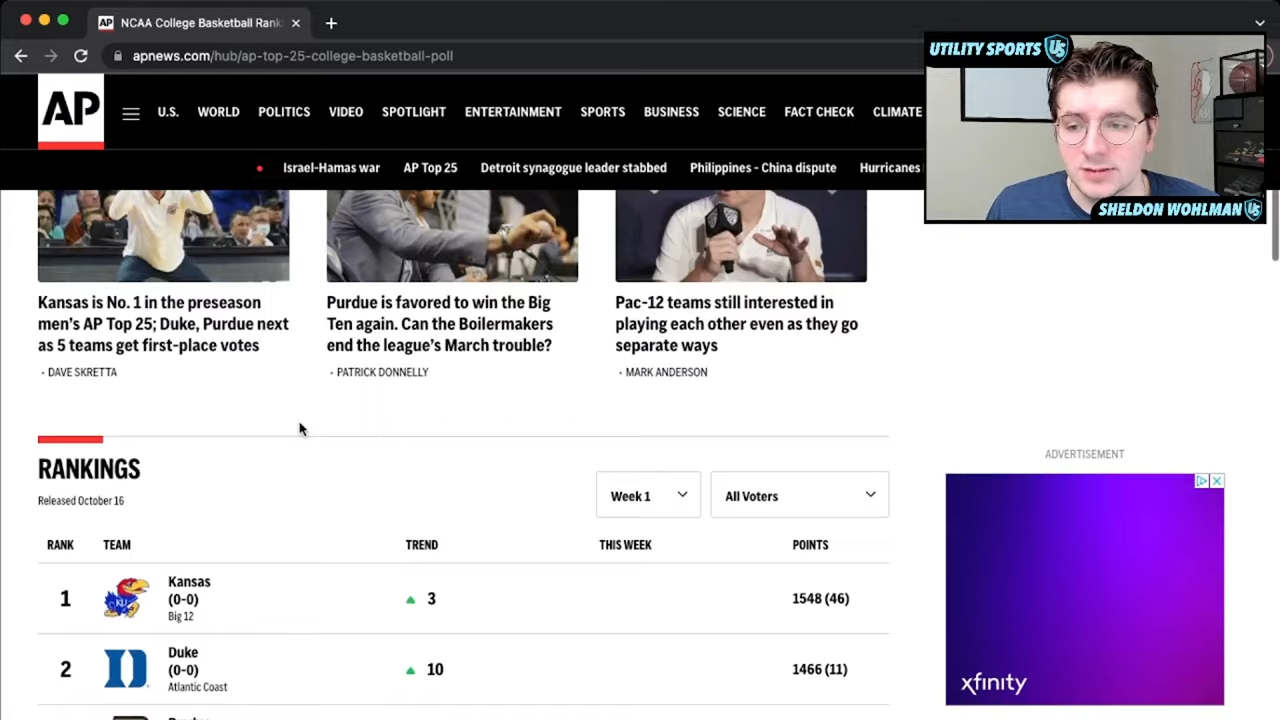 NCAA College Basketball Rank
apnews.com/hub/ap-top-25-college-basketball-poll
UTILITY SPORTS US
SHELDON WOHLMAN US
AP
U.S. WORLD POLITICS VIDEO SPOTLIGHT ENTERTAINMENT SPORTS BUSINESS SCIENCE FACT CHECK CLIMATE
Israel-Hamas war AP Top 25 Detroit synagogue leader stabbed Philippines - China dispute Hurricanes
Kansas is No. 1 in the preseason
men's AP Top 25; Duke, Purdue next
as 5 teams get first-place votes
· DAVE SKRETTA
Purdue is favored to win the Big
Ten again. Can the Boilermakers
end the league's March trouble?
· PATRICK DONNELLY
Pac-12 teams still interested in
playing each other even as they go
separate ways
· MARK ANDERSON
RANKINGS
Released October 16
Week 1
All Voters
RANK TEAM TREND THIS WEEK POINTS
1 Kansas 3 1548 (46)
(0-0)
Big 12
2 Duke 10 1466 (11)
(0-0)
Atlantic Coast
ADVERTISEMENT
xfinity